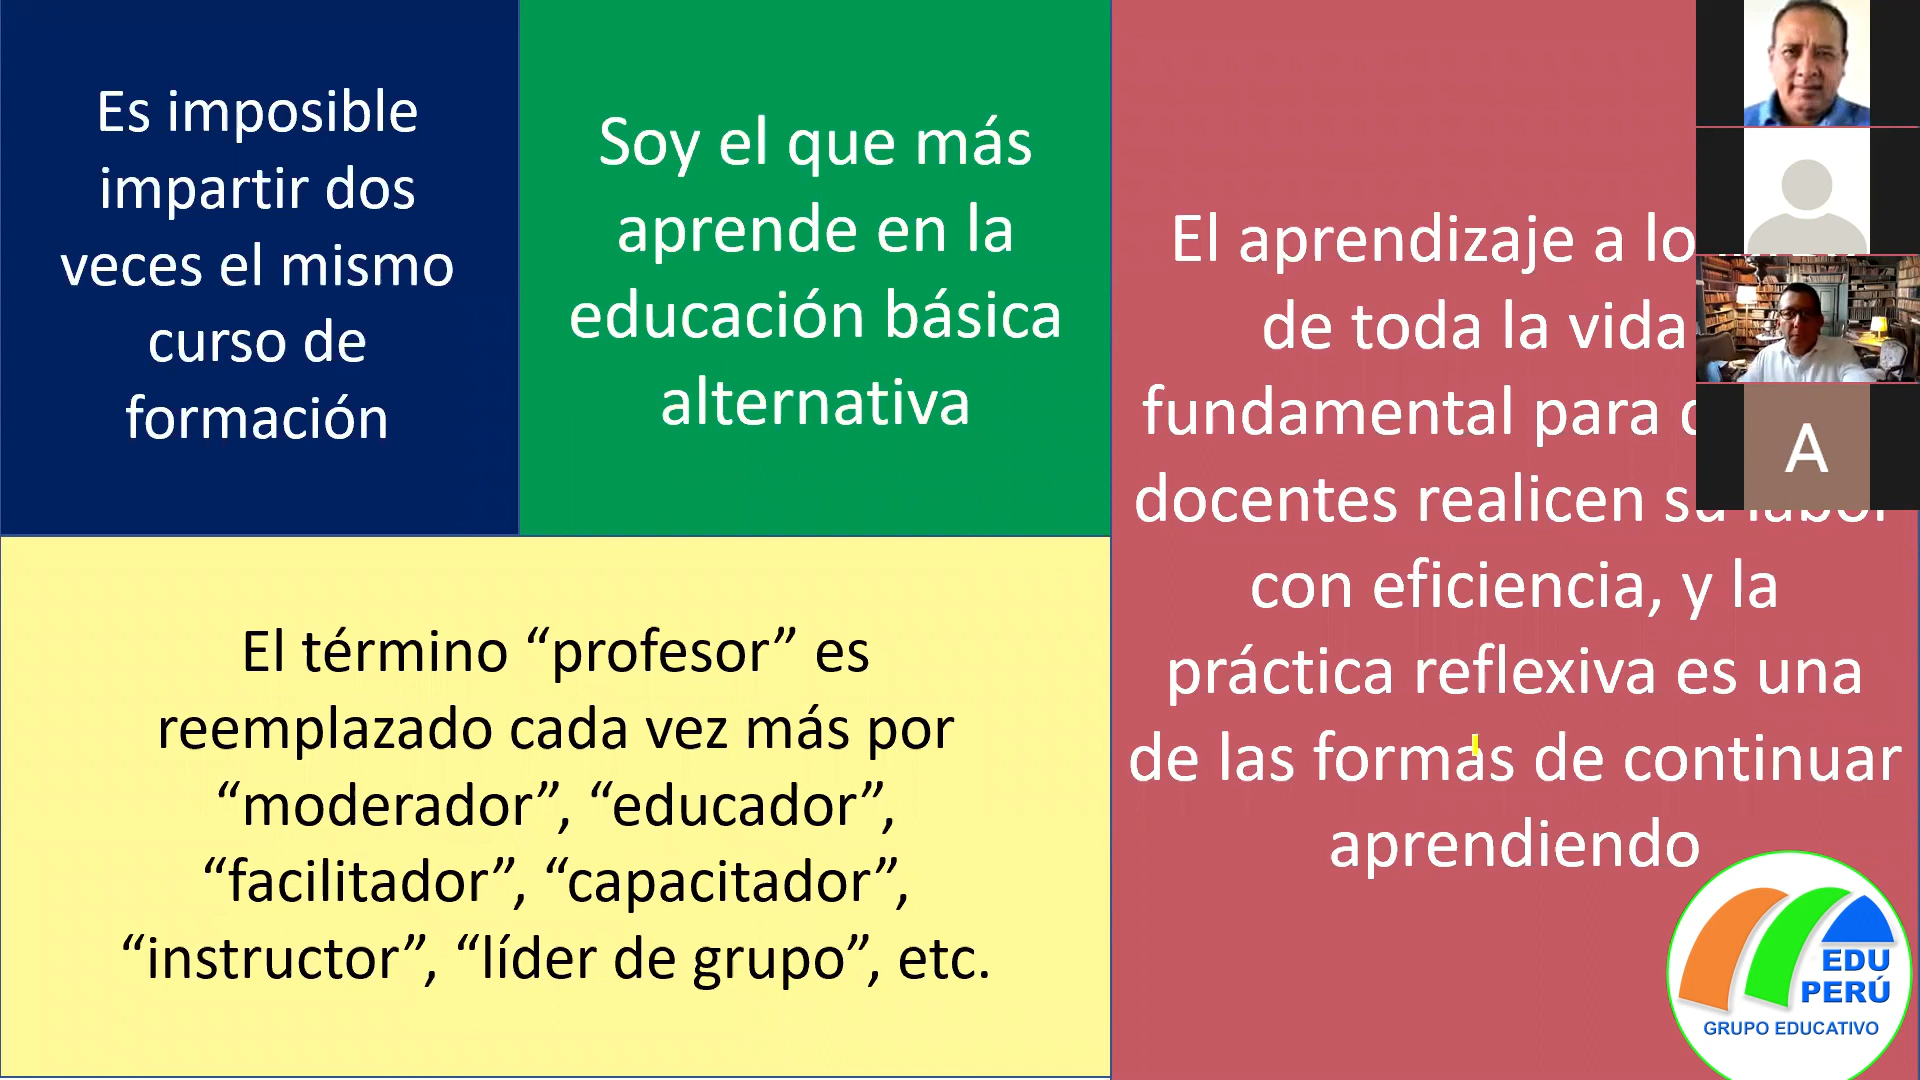 Es imposible
impartir dos
veces el mismo
curso de
formación
Soy el que más
aprende en la
educación básica
alternativa
El aprendizaje a lo
de toda la vida
fundamental para
docentes realicen su labor
con eficiencia, y la
práctica reflexiva es una
de las formas de continuar
aprendiendo
El término “profesor” es
reemplazado cada vez más por
“moderador”, “educador”,
“facilitador”, “capacitador”,
“instructor”, “líder de grupo”, etc.
A
EDU
PERÚ
GRUPO EDUCATIVO